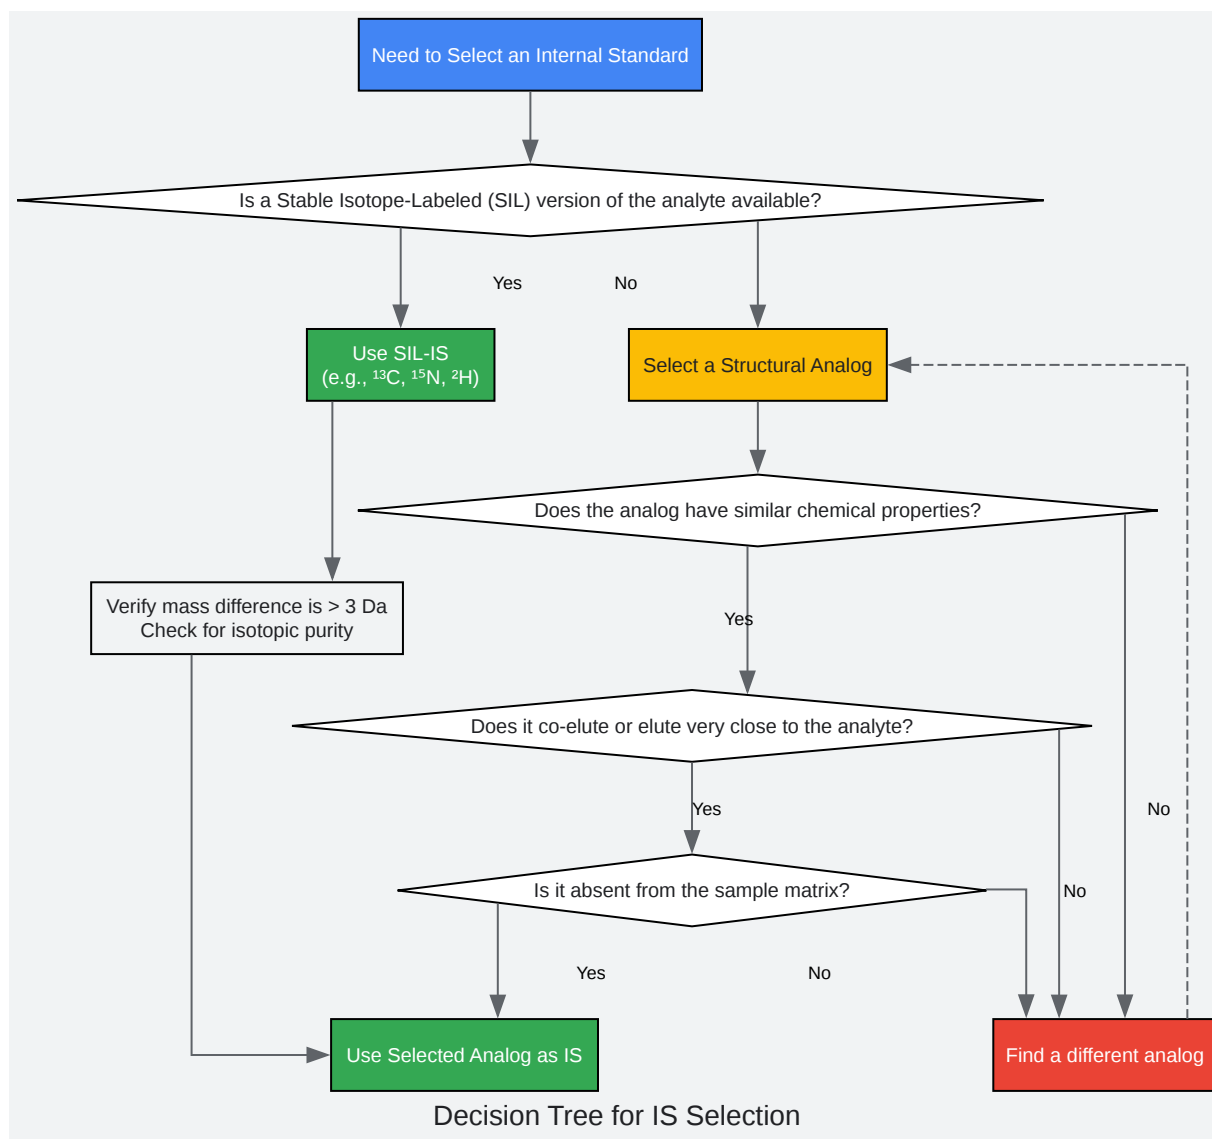 Need to Select an Internal Standard
Is a Stable Isotope-Labeled (SIL) version of the analyte available?
Yes
No
Use SIL-IS
(e.g., ¹³C, ¹⁵N, ²H)
Select a Structural Analog
Does the analog have similar chemical properties?
Verify mass difference is > 3 Da
Check for isotopic purity
Yes
Does it co-elute or elute very close to the analyte?
Yes
No
Is it absent from the sample matrix?
No
Yes
No
Use Selected Analog as IS
Find a different analog
Decision Tree for IS Selection